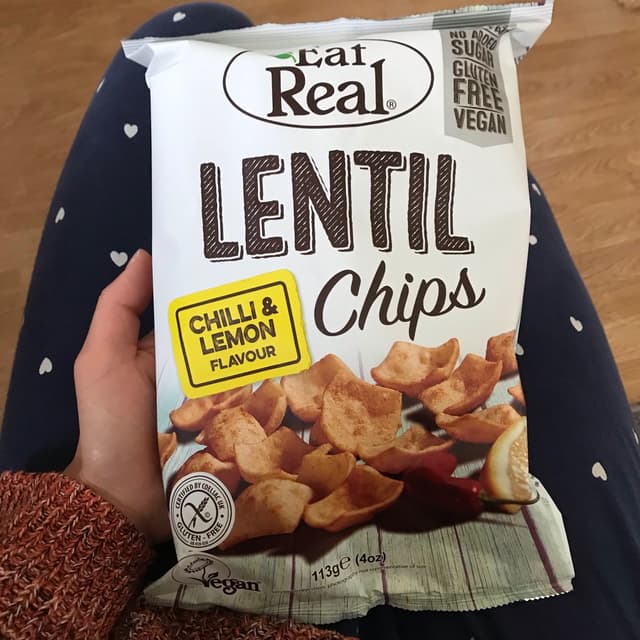 Eat
Real®
NO ADDED
SUGAR
GLUTEN
FREE
VEGAN
LENTIL
Chips
CHILLI &
LEMON
FLAVOUR
CERTIFIED BY COELIAC UK
GLUTEN - FREE
Vegan
113g℮ (4oz)